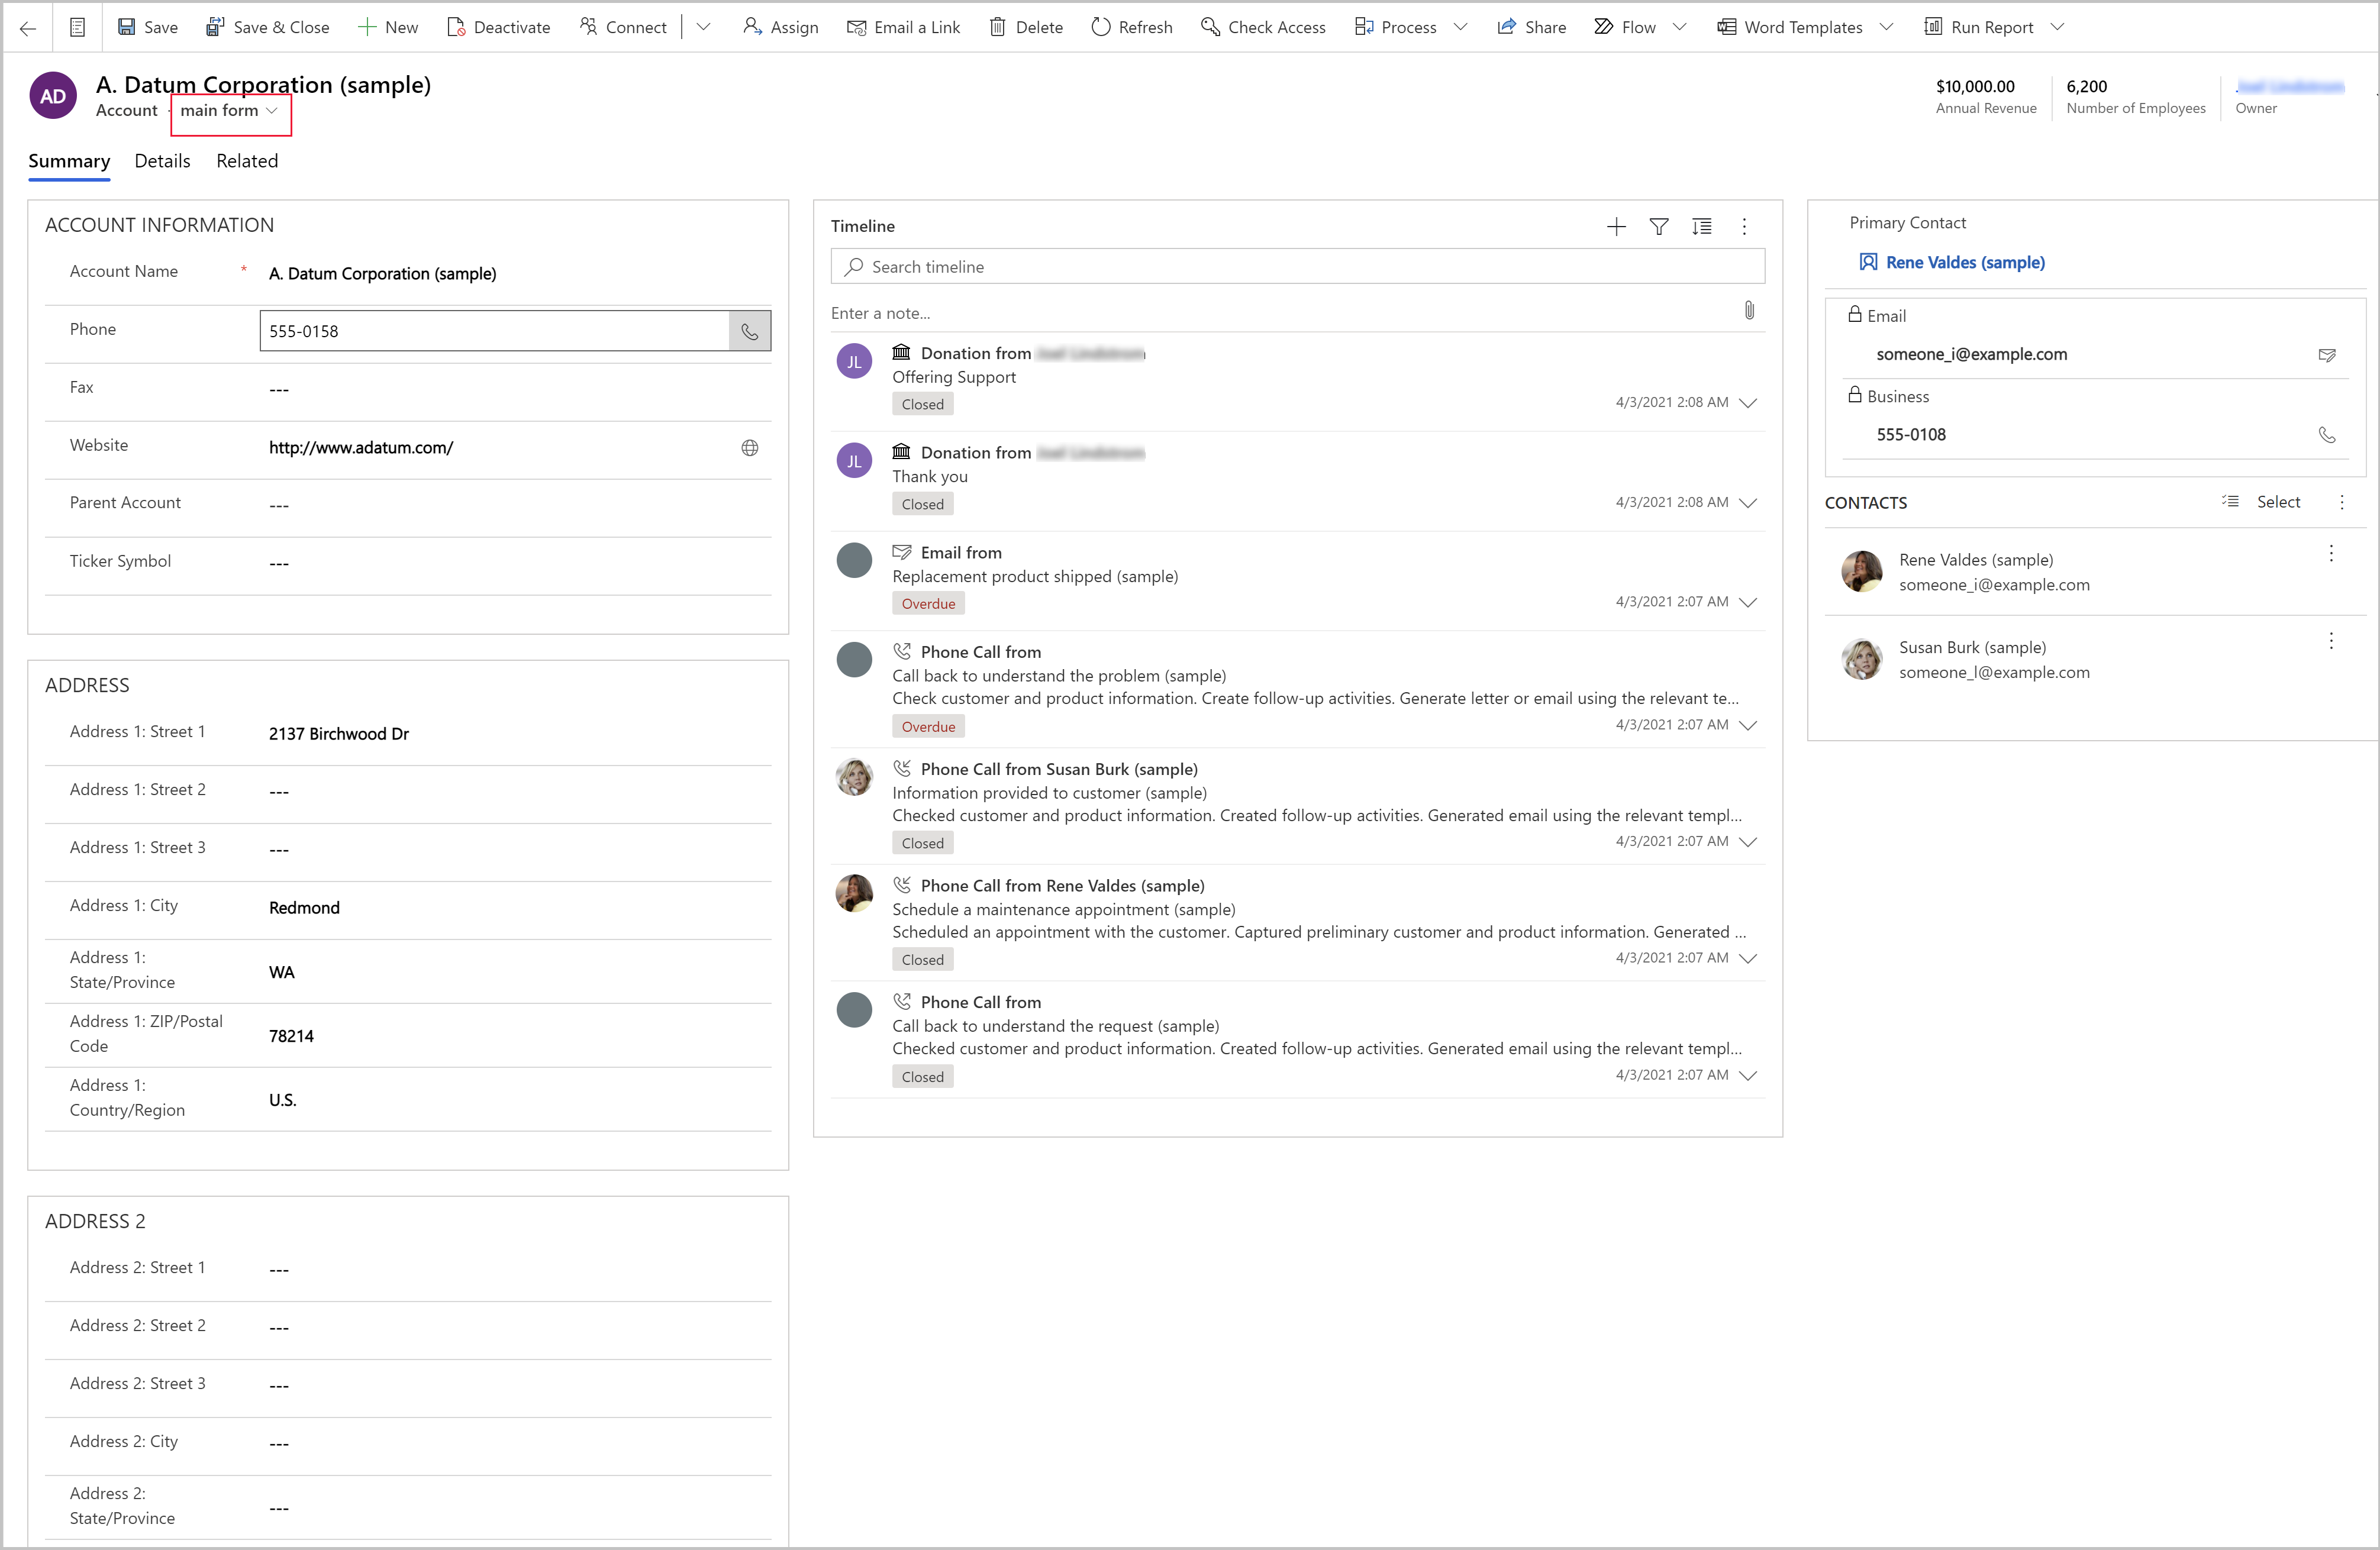 Save
Save & Close
New
Deactivate
Connect
Assign
Email a Link
Delete
Refresh
Check Access
Process
Share
Flow
Word Templates
Run Report
AD
A. Datum Corporation (sample)
Account · main form
$10,000.00
Annual Revenue
6,200
Number of Employees
Owner
Summary
Details
Related
ACCOUNT INFORMATION
Account Name * A. Datum Corporation (sample)
Phone 555-0158
Fax ---
Website http://www.adatum.com/
Parent Account ---
Ticker Symbol ---
ADDRESS
Address 1: Street 1 2137 Birchwood Dr
Address 1: Street 2 ---
Address 1: Street 3 ---
Address 1: City Redmond
Address 1:
State/Province WA
Address 1: ZIP/Postal
Code 78214
Address 1:
Country/Region U.S.
ADDRESS 2
Address 2: Street 1 ---
Address 2: Street 2 ---
Address 2: Street 3 ---
Address 2: City ---
Address 2:
State/Province ---
Timeline
Search timeline
Enter a note...
JL
Donation from
Offering Support
Closed
4/3/2021 2:08 AM
JL
Donation from
Thank you
Closed
4/3/2021 2:08 AM
Email from
Replacement product shipped (sample)
Overdue
4/3/2021 2:07 AM
Phone Call from
Call back to understand the problem (sample)
Check customer and product information. Create follow-up activities. Generate letter or email using the relevant te...
Overdue
4/3/2021 2:07 AM
Phone Call from Susan Burk (sample)
Information provided to customer (sample)
Checked customer and product information. Created follow-up activities. Generated email using the relevant templ...
Closed
4/3/2021 2:07 AM
Phone Call from Rene Valdes (sample)
Schedule a maintenance appointment (sample)
Scheduled an appointment with the customer. Captured preliminary customer and product information. Generated ...
Closed
4/3/2021 2:07 AM
Phone Call from
Call back to understand the request (sample)
Checked customer and product information. Created follow-up activities. Generated email using the relevant templ...
Closed
4/3/2021 2:07 AM
Primary Contact
Rene Valdes (sample)
Email
someone_i@example.com
Business
555-0108
CONTACTS
Select
Rene Valdes (sample)
someone_i@example.com
Susan Burk (sample)
someone_l@example.com